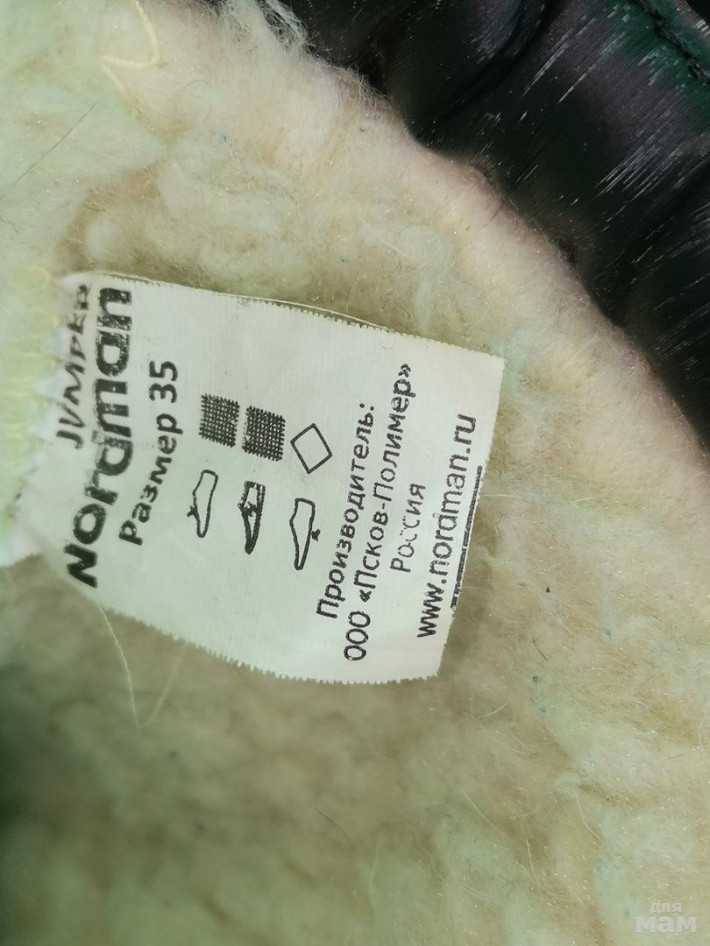 JUMPER
Nordman
Размер 35
Производитель:
ООО «Псков-Полимер»
Россия
www.nordman.ru
для
мам